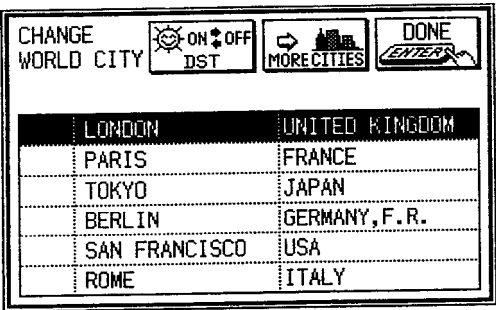 CHANGE
WORLD CITY
ON OFF
DST
MORE CITIES
DONE
ENTER
LONDON UNITED KINGDOM
PARIS FRANCE
TOKYO JAPAN
BERLIN GERMANY,F.R.
SAN FRANCISCO USA
ROME ITALY